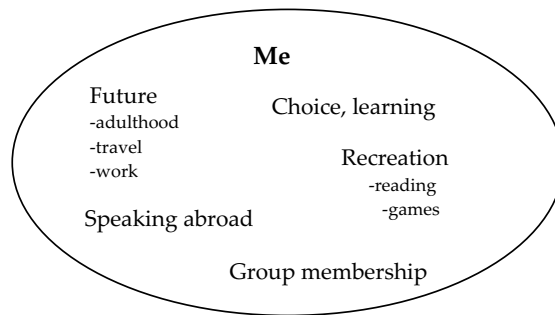 Me
Future
-adulthood
-travel
-work
Choice, learning
Recreation
-reading
-games
Speaking abroad
Group membership